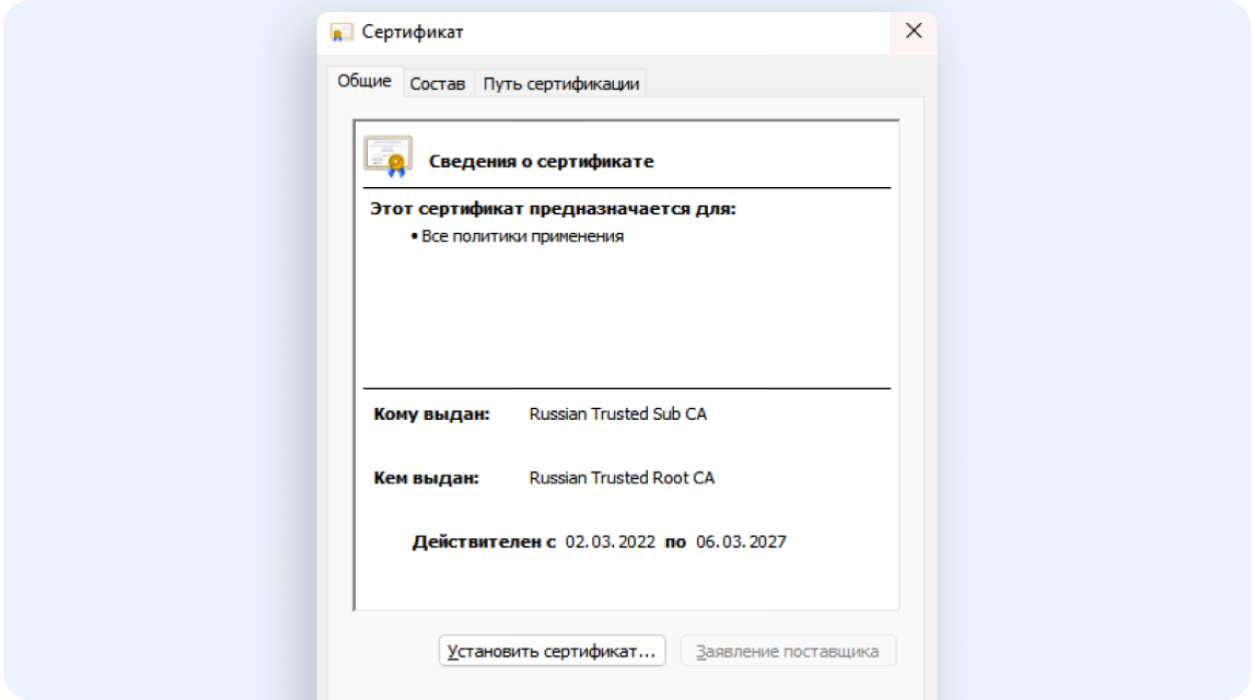 Сертификат
Общие Состав Путь сертификации
Сведения о сертификате
Этот сертификат предназначается для:
• Все политики применения
Кому выдан: Russian Trusted Sub CA
Кем выдан: Russian Trusted Root CA
Действителен с 02.03.2022 по 06.03.2027
Установить сертификат... Заявление поставщика